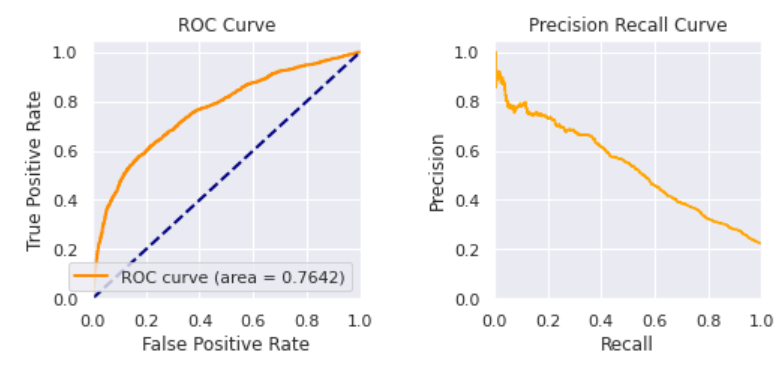 ROC Curve
True Positive Rate
1.0
0.8
0.6
0.4
0.2
0.0
ROC curve (area = 0.7642)
0.0 0.2 0.4 0.6 0.8 1.0
False Positive Rate
Precision Recall Curve
Precision
1.0
0.8
0.6
0.4
0.2
0.0
0.0 0.2 0.4 0.6 0.8 1.0
Recall